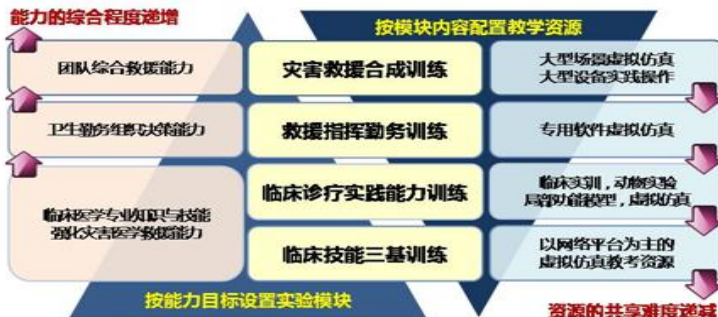 能力的综合程度递增
按模块内容配置教学资源
团队综合救援能力
灾害救援合成训练
大型场景虚拟仿真
大型设备实践操作
卫生勤务组织决策能力
救援指挥勤务训练
专用软件虚拟仿真
临床医学专业知识与技能
强化灾害医学救援能力
临床诊疗实践能力训练
临床实训，动物实验
局部功能模型，虚拟仿真
临床技能三基训练
以网络平台为主的
虚拟仿真教考资源
按能力目标设置实验模块
资源的共享难度递减